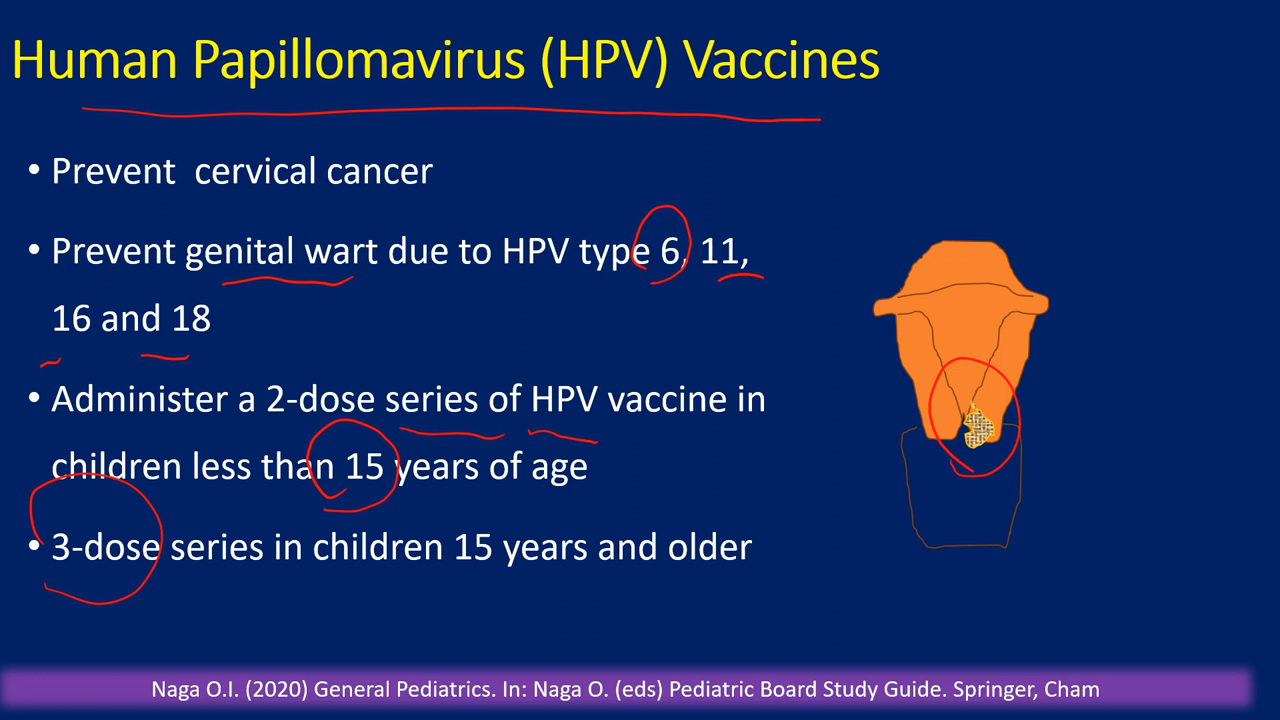 Human Papillomavirus (HPV) Vaccines
• Prevent cervical cancer
• Prevent genital wart due to HPV type 6, 11,
16 and 18
• Administer a 2-dose series of HPV vaccine in
children less than 15 years of age
• 3-dose series in children 15 years and older
Naga O.I. (2020) General Pediatrics. In: Naga O. (eds) Pediatric Board Study Guide. Springer, Cham